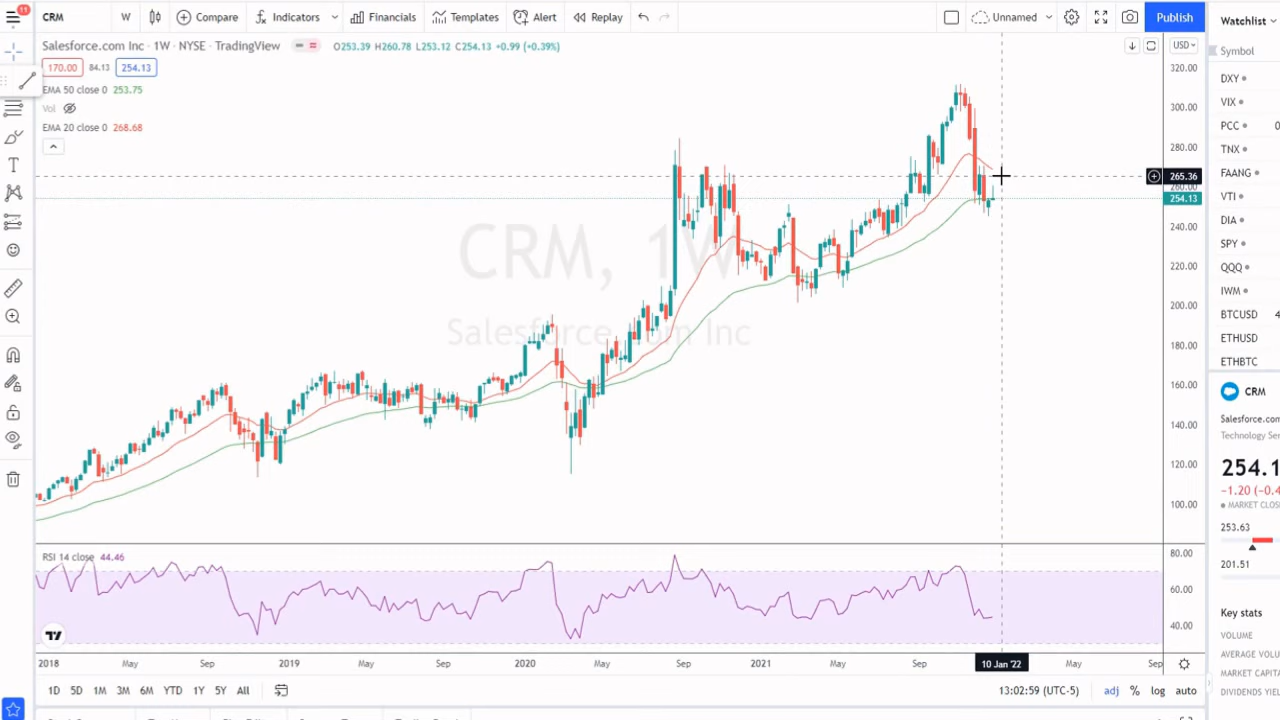 11
CRM
W
Compare
Indicators
Financials
Templates
Alert
Replay
Unnamed
Publish
Watchlist
Salesforce.com Inc · 1W · NYSE · TradingView
O253.39 H260.78 L253.12 C254.13 +0.99 (+0.39%)
USD
Symbol
170.00 84.13 254.13
EMA 50 close 0 253.75
Vol
EMA 20 close 0 268.68
320.00
300.00
280.00
265.36
260.00
254.13
240.00
220.00
200.00
180.00
160.00
140.00
120.00
100.00
DXY
VIX
PCC
TNX
FAANG
VTI
DIA
SPY
QQQ
IWM
BTCUSD 4
ETHUSD
ETHBTC
CRM, 1W
Salesforce.com Inc
CRM
Salesforce.com
Technology Ser
254.1
−1.20 (−0.4
MARKET CLOS
253.63
201.51
RSI 14 close 44.46
80.00
60.00
40.00
Key stats
VOLUME
AVERAGE VOLU
MARKET CAPITA
DIVIDENDS YIEL
2018 May Sep 2019 May Sep 2020 May Sep 2021 May Sep 10 Jan '22 May Sep
1D 5D 1M 3M 6M YTD 1Y 5Y All
13:02:59 (UTC-5) adj % log auto